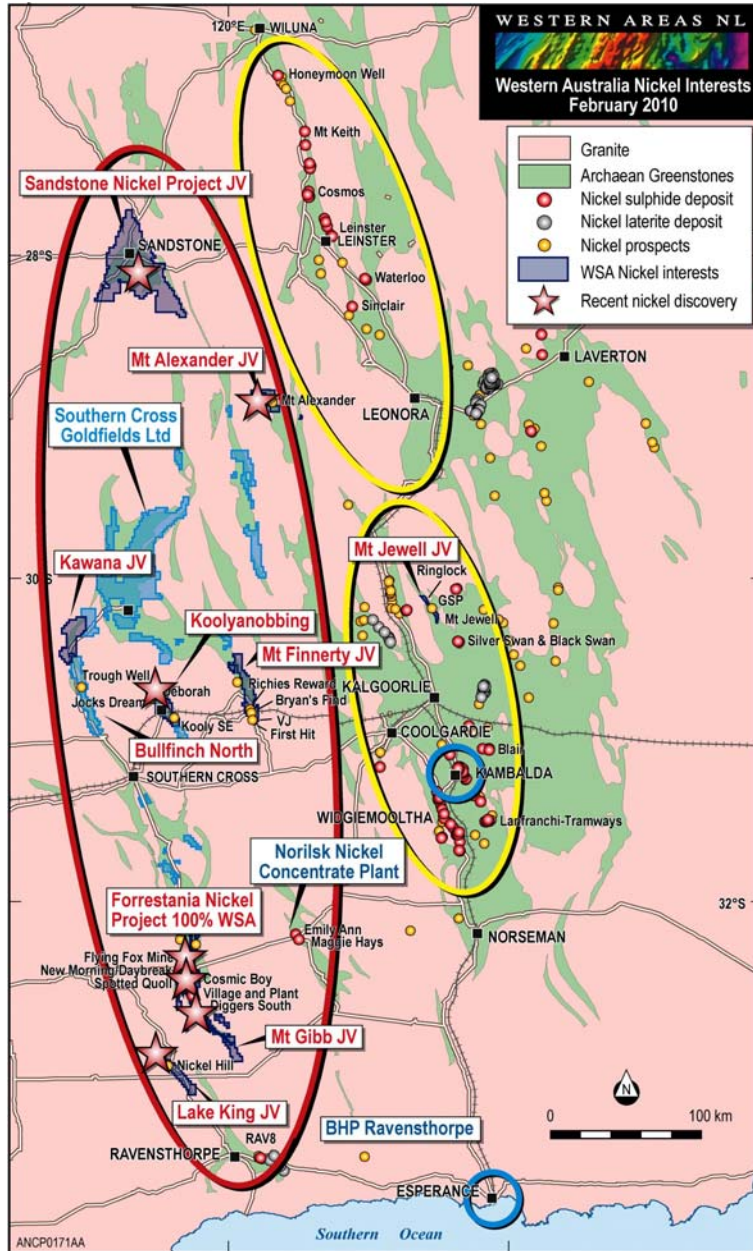 WESTERN AREAS NL
Western Australia Nickel Interests
February 2010
Granite
Archaean Greenstones
Nickel sulphide deposit
Nickel laterite deposit
Nickel prospects
WSA Nickel interests
Recent nickel discovery
120°E
WILUNA
Honeymoon Well
Mt Keith
Cosmos
Leinster
LEINSTER
Waterloo
Sinclair
Sandstone Nickel Project JV
SANDSTONE
28°S
LAVERTON
Mt Alexander JV
Mt Alexander
LEONORA
Southern Cross
Goldfields Ltd
Kawana JV
30°S
Mt Jewell JV
Ringlock
GSP
Mt Jewell
Silver Swan & Black Swan
Koolyanobbing
Mt Finnerty JV
Trough Well
Deborah
Jocks Dream
Kooly SE
Richies Reward
Bryan's Find
VJ
First Hit
KALGOORLIE
COOLGARDIE
Bullfinch North
SOUTHERN CROSS
Blair
KAMBALDA
WIDGIEMOOLTHA
Lanfranchi-Tramways
Norilsk Nickel
Concentrate Plant
32°S
Forrestania Nickel
Project 100% WSA
Emily Ann
Maggie Hays
NORSEMAN
Flying Fox Mine
New Morning/Daybreak
Spotted Quoll
Cosmic Boy
Village and Plant
Diggers South
Mt Gibb JV
Nickel Hill
Lake King JV
N
0
100 km
BHP Ravensthorpe
RAV8
RAVENSTHORPE
ESPERANCE
Southern Ocean
ANCP0171AA